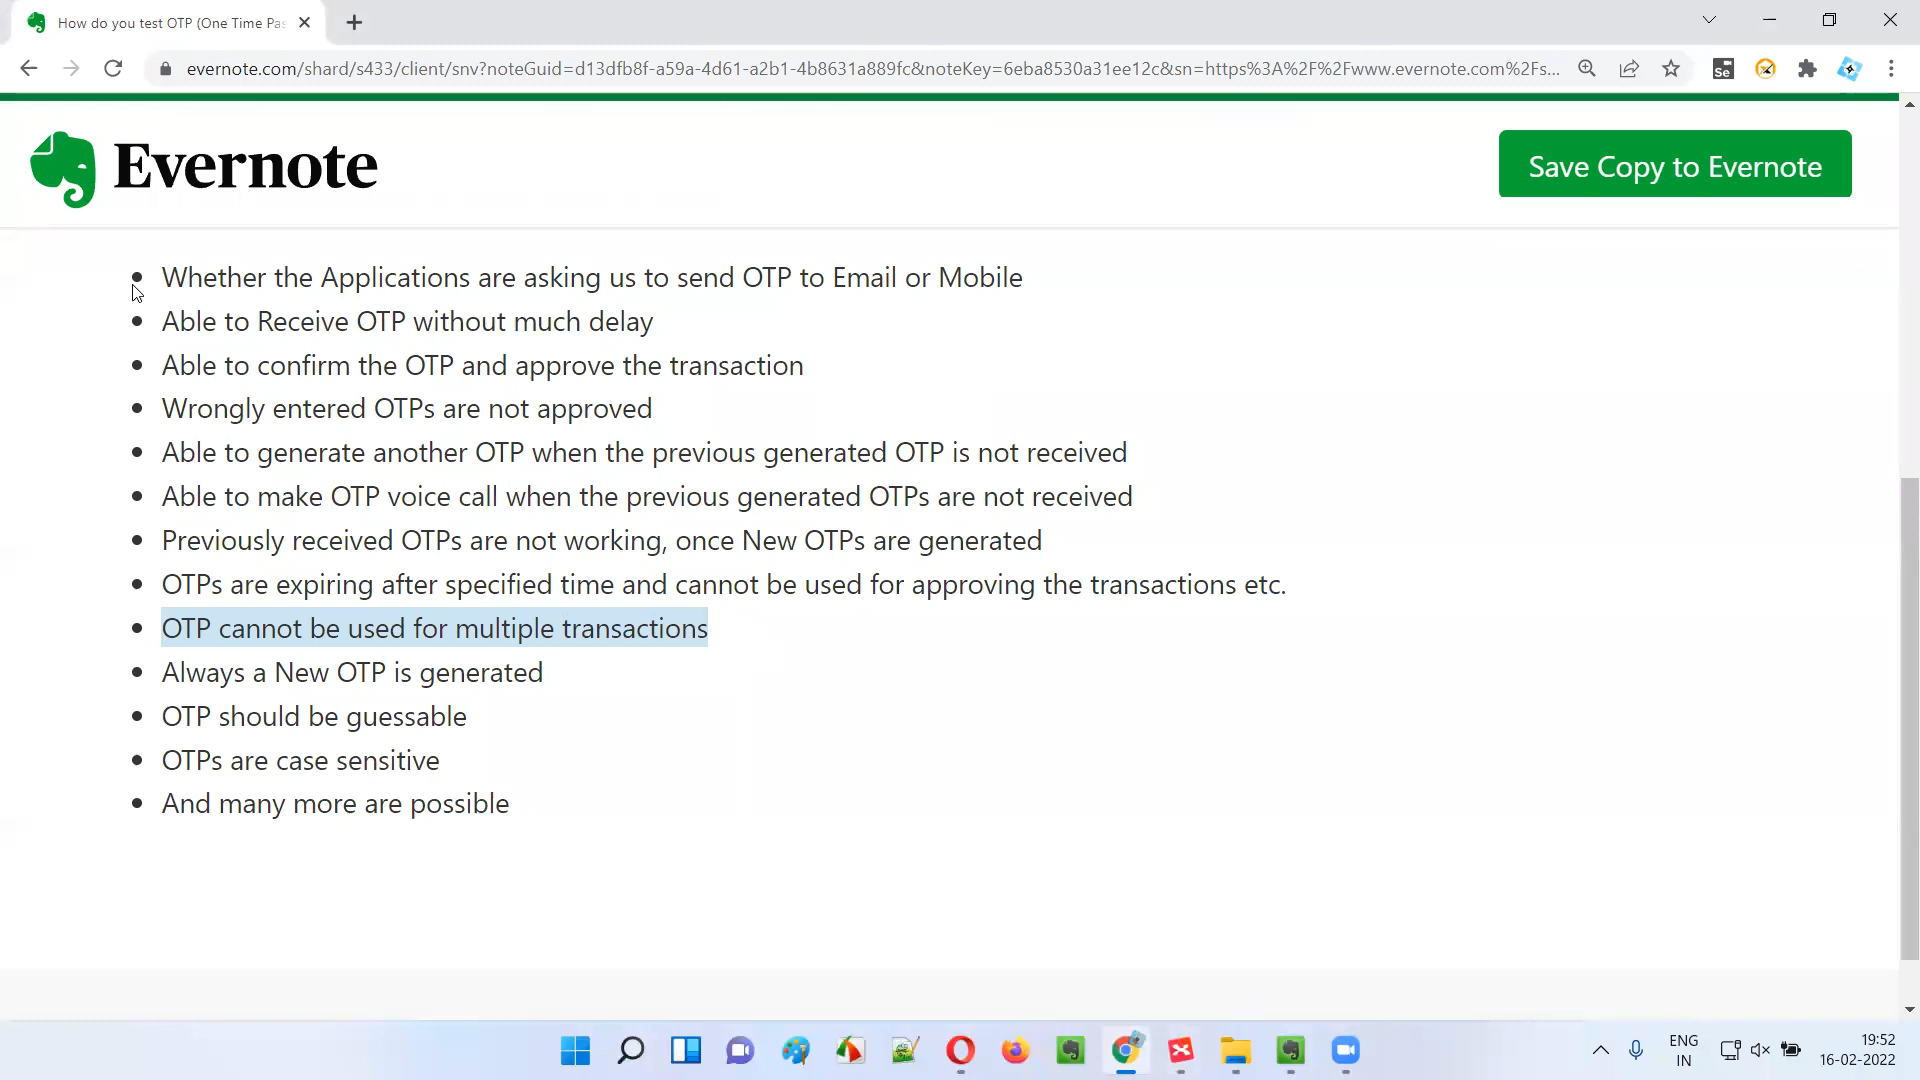 How do you test OTP (One Time Pas
evernote.com/shard/s433/client/snv?noteGuid=d13dfb8f-a59a-4d61-a2b1-4b8631a889fc&noteKey=6eba8530a31ee12c&sn=https%3A%2F%2Fwww.evernote.com%2Fs...
Se
Evernote
Save Copy to Evernote
• Whether the Applications are asking us to send OTP to Email or Mobile
• Able to Receive OTP without much delay
• Able to confirm the OTP and approve the transaction
• Wrongly entered OTPs are not approved
• Able to generate another OTP when the previous generated OTP is not received
• Able to make OTP voice call when the previous generated OTPs are not received
• Previously received OTPs are not working, once New OTPs are generated
• OTPs are expiring after specified time and cannot be used for approving the transactions etc.
• OTP cannot be used for multiple transactions
• Always a New OTP is generated
• OTP should be guessable
• OTPs are case sensitive
• And many more are possible
ENG
IN
19:52
16-02-2022